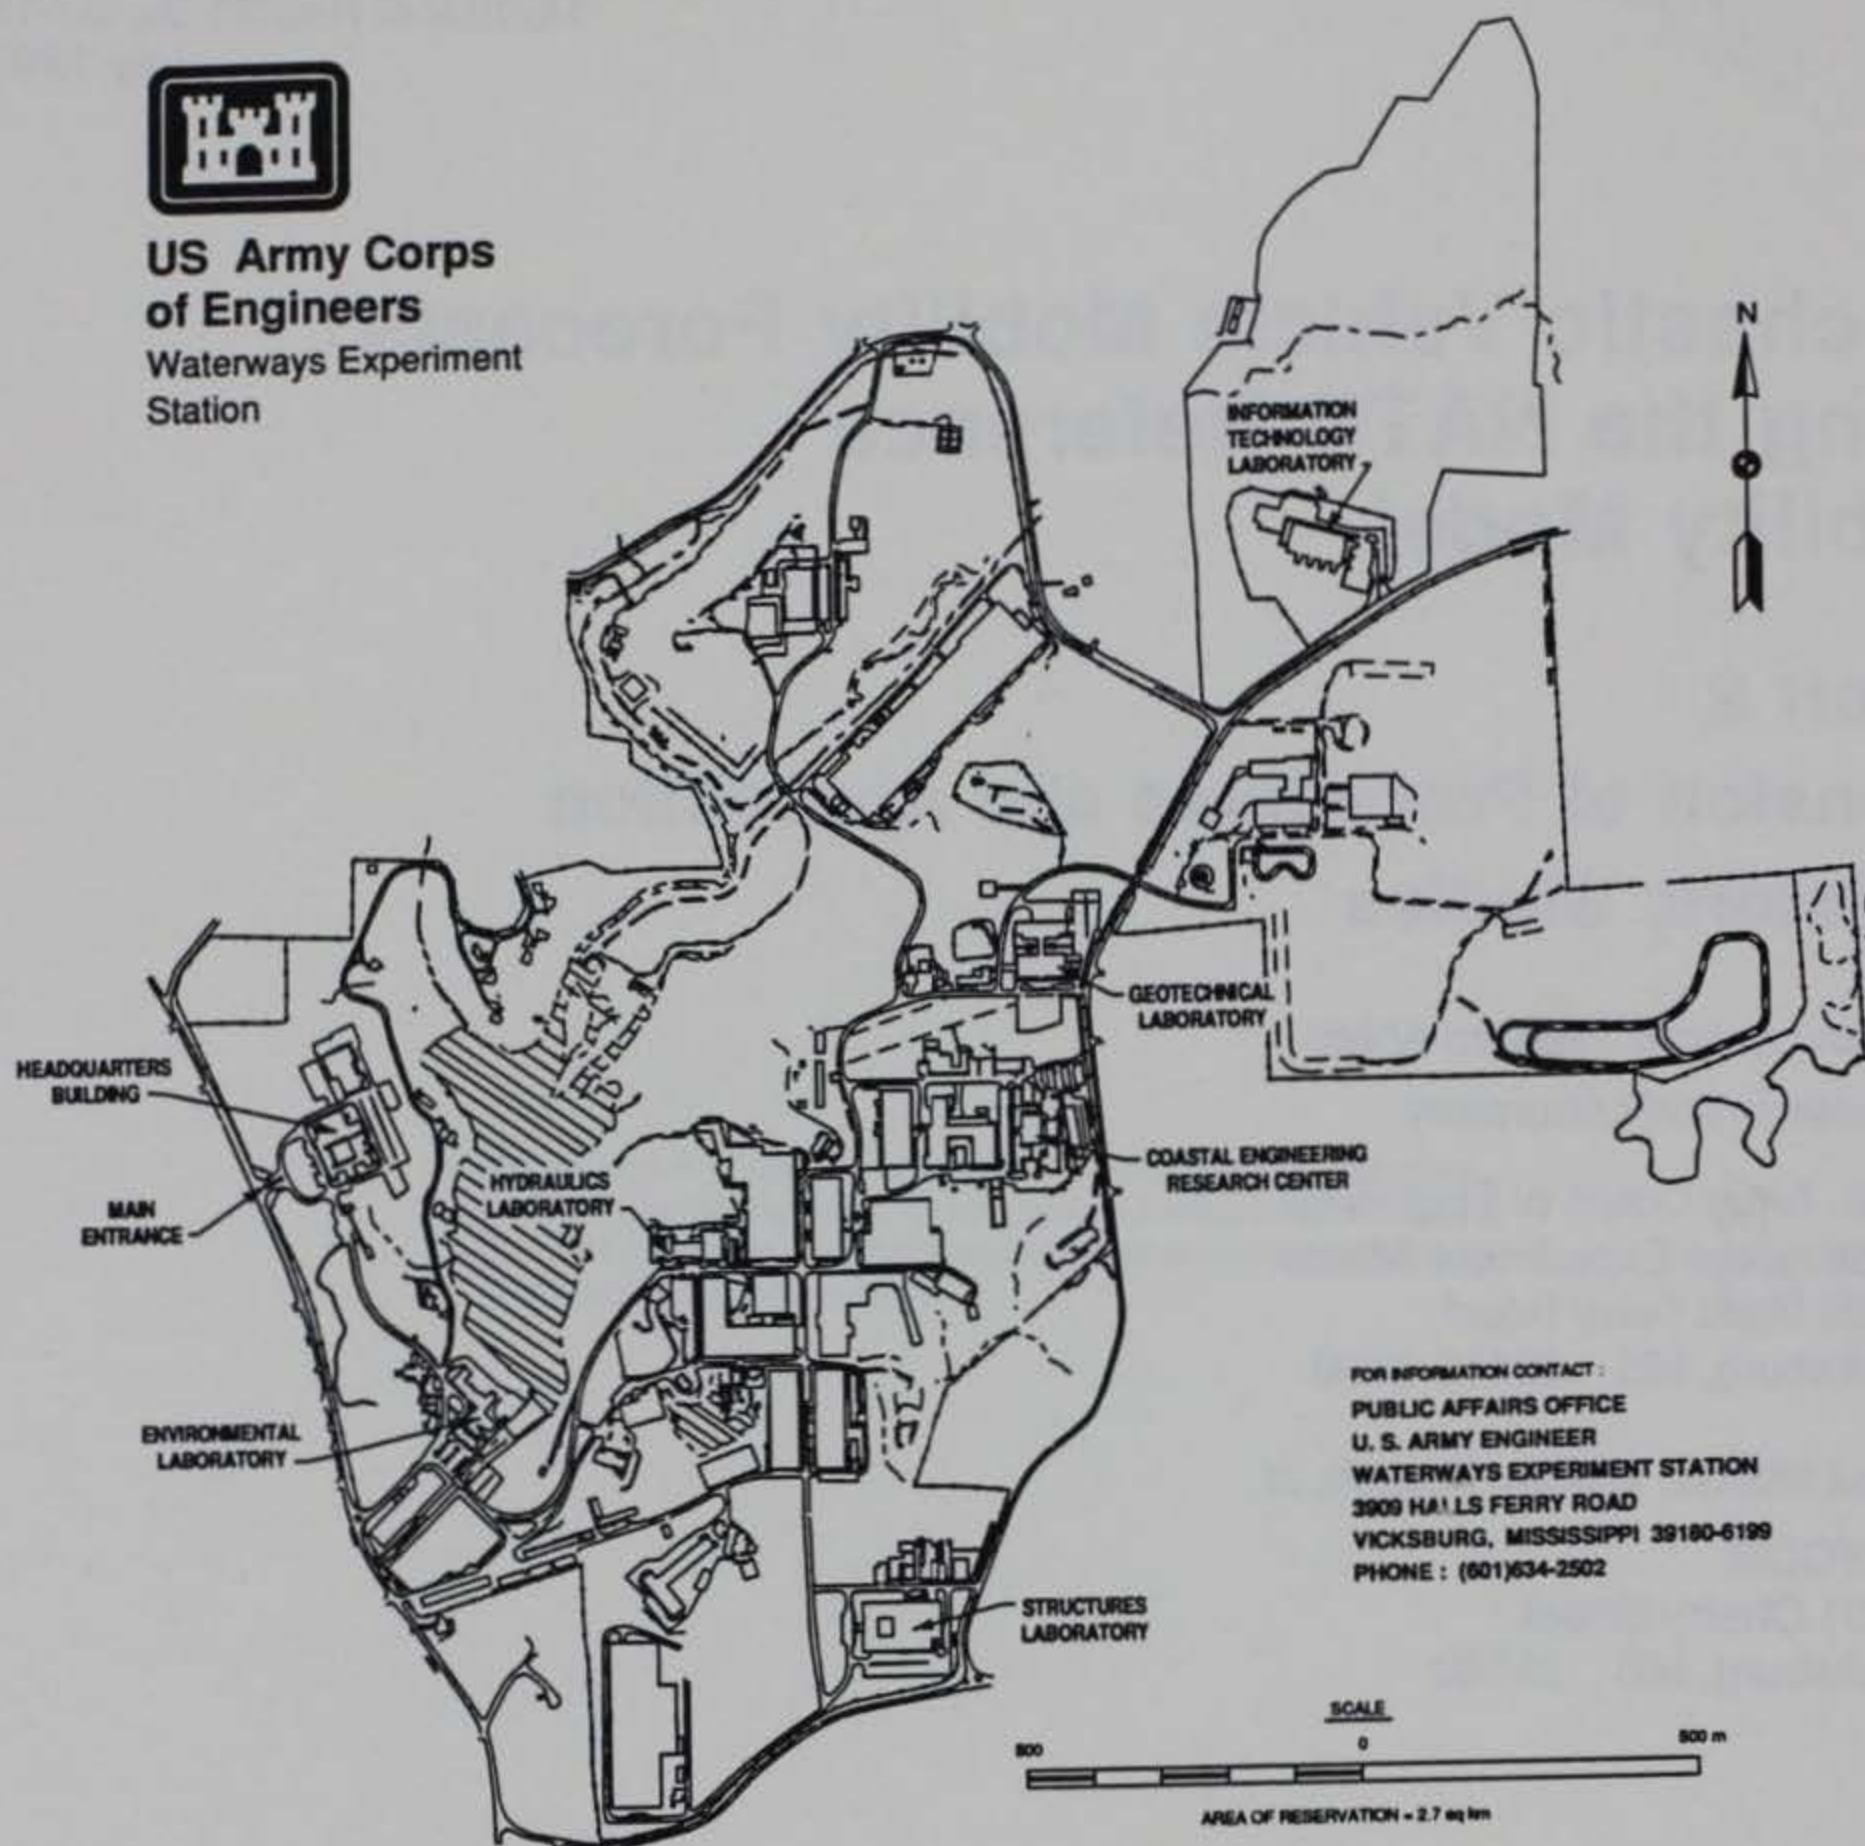 US Army Corps
of Engineers
Waterways Experiment
Station
N
INFORMATION
TECHNOLOGY
LABORATORY
GEOTECHNICAL
LABORATORY
HEADQUARTERS
BUILDING
MAIN
ENTRANCE
HYDRAULICS
LABORATORY
COASTAL ENGINEERING
RESEARCH CENTER
ENVIRONMENTAL
LABORATORY
STRUCTURES
LABORATORY
FOR INFORMATION CONTACT :
PUBLIC AFFAIRS OFFICE
U. S. ARMY ENGINEER
WATERWAYS EXPERIMENT STATION
3909 HALLS FERRY ROAD
VICKSBURG, MISSISSIPPI 39180-6199
PHONE : (601)634-2502
SCALE
500 0 500 m
AREA OF RESERVATION = 2.7 sq km